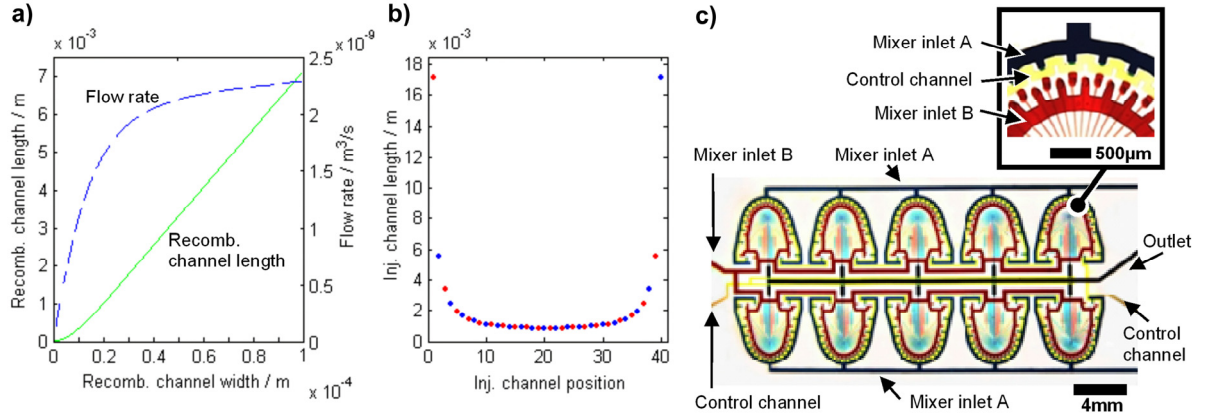 a)
x 10⁻³
x10⁻⁹
7
6
5
4
3
2
1
0
2.5
2
1.5
1
0.5
0
0
0.2
0.4
0.6
0.8
1
x 10⁻⁴
Recomb. channel length / m
Flow rate / m³/s
Recomb. channel width / m
Flow rate
Recomb.
channel length
b)
x 10⁻³
18
16
14
12
10
8
6
4
2
0
0
10
20
30
40
Inj. channel length / m
Inj. channel position
c)
Mixer inlet A
Control channel
Mixer inlet B
500µm
Mixer inlet B
Mixer inlet A
Outlet
Control
channel
Control channel
Mixer inlet A
4mm